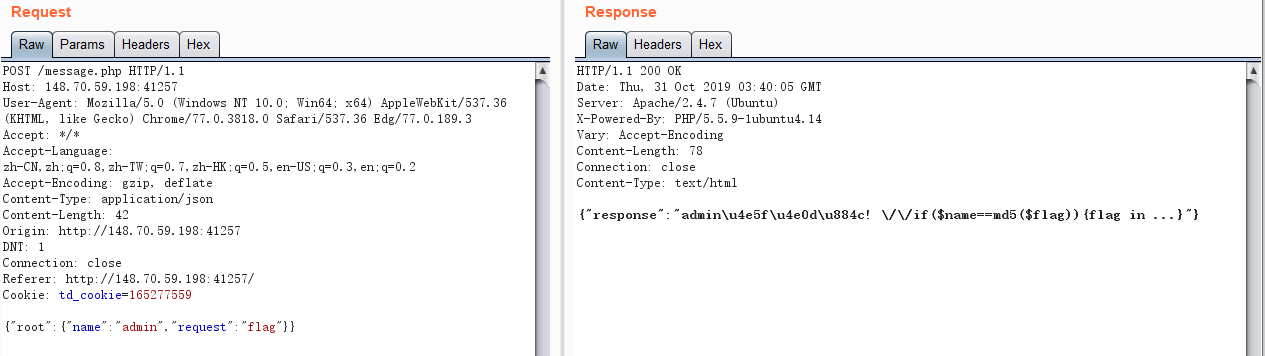 Request
Raw Params Headers Hex
POST /message.php HTTP/1.1
Host: 148.70.59.198:41257
User-Agent: Mozilla/5.0 (Windows NT 10.0; Win64; x64) AppleWebKit/537.36
(KHTML, like Gecko) Chrome/77.0.3818.0 Safari/537.36 Edg/77.0.189.3
Accept: */*
Accept-Language:
zh-CN,zh;q=0.8,zh-TW;q=0.7,zh-HK;q=0.5,en-US;q=0.3,en;q=0.2
Accept-Encoding: gzip, deflate
Content-Type: application/json
Content-Length: 42
Origin: http://148.70.59.198:41257
DNT: 1
Connection: close
Referer: http://148.70.59.198:41257/
Cookie: td_cookie=165277559
{"root":{"name":"admin","request":"flag"}}
Response
Raw Headers Hex
HTTP/1.1 200 OK
Date: Thu, 31 Oct 2019 03:40:05 GMT
Server: Apache/2.4.7 (Ubuntu)
X-Powered-By: PHP/5.5.9-1ubuntu4.14
Vary: Accept-Encoding
Content-Length: 78
Connection: close
Content-Type: text/html
{"response":"admin\u4e5f\u4e0d\u884c! \/\/if($name==md5($flag)){flag in ...}"}